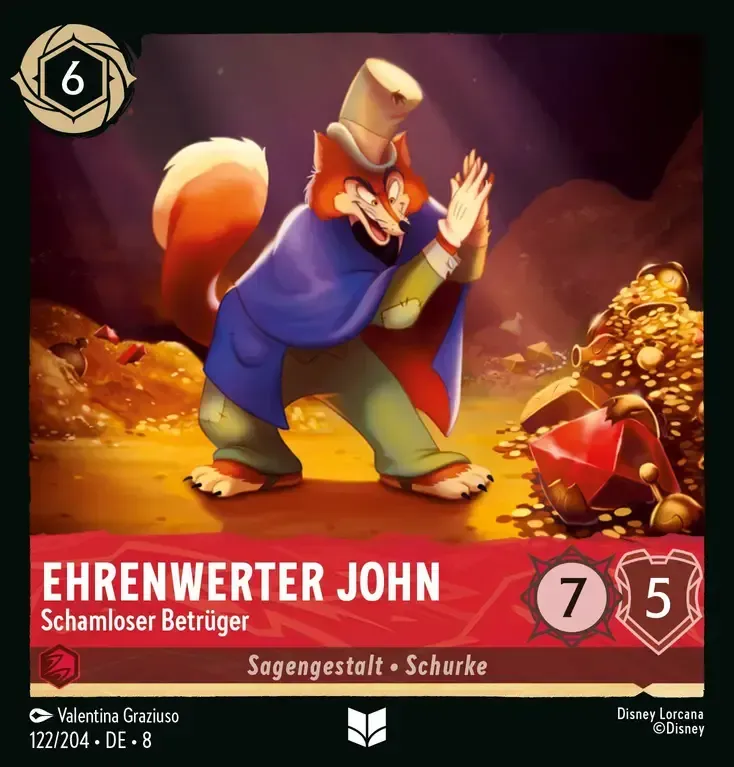 6
EHRENWERTER JOHN
Schamloser Betrüger
7
5
Sagengestalt • Schurke
Valentina Graziuso
122/204 • DE • 8
Disney Lorcana
©Disney